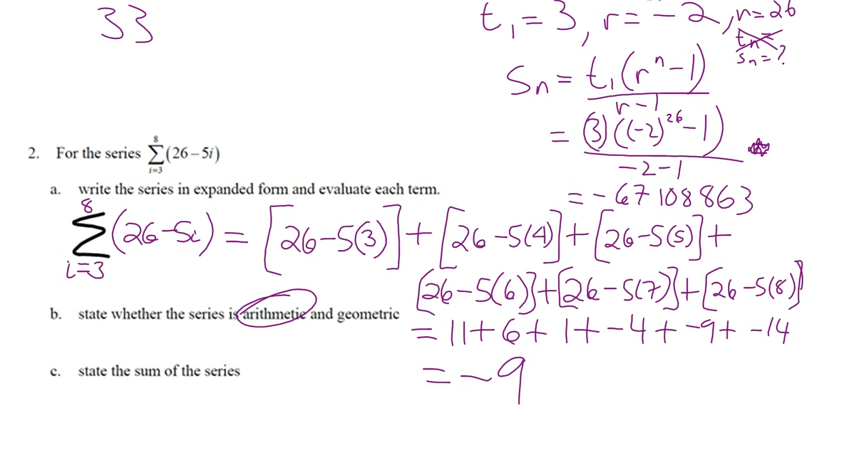 33
t₁ = 3, r = -2, n = 26
tn =
Sn = ?
Sn = t₁(rⁿ - 1) / r - 1
= (3)((-2)²⁶ - 1) / -2 - 1
= -67108863
2. For the series 8 ∑ i=3 (26 – 5i)
a. write the series in expanded form and evaluate each term.
8 ∑ i=3 (26-5i) = [26-5(3)] + [26-5(4)] + [26-5(5)] +
[26-5(6)] + [26-5(7)] + [26-5(8)]
b. state whether the series is arithmetic and geometric
= 11 + 6 + 1 + -4 + -9 + -14
c. state the sum of the series
= -9